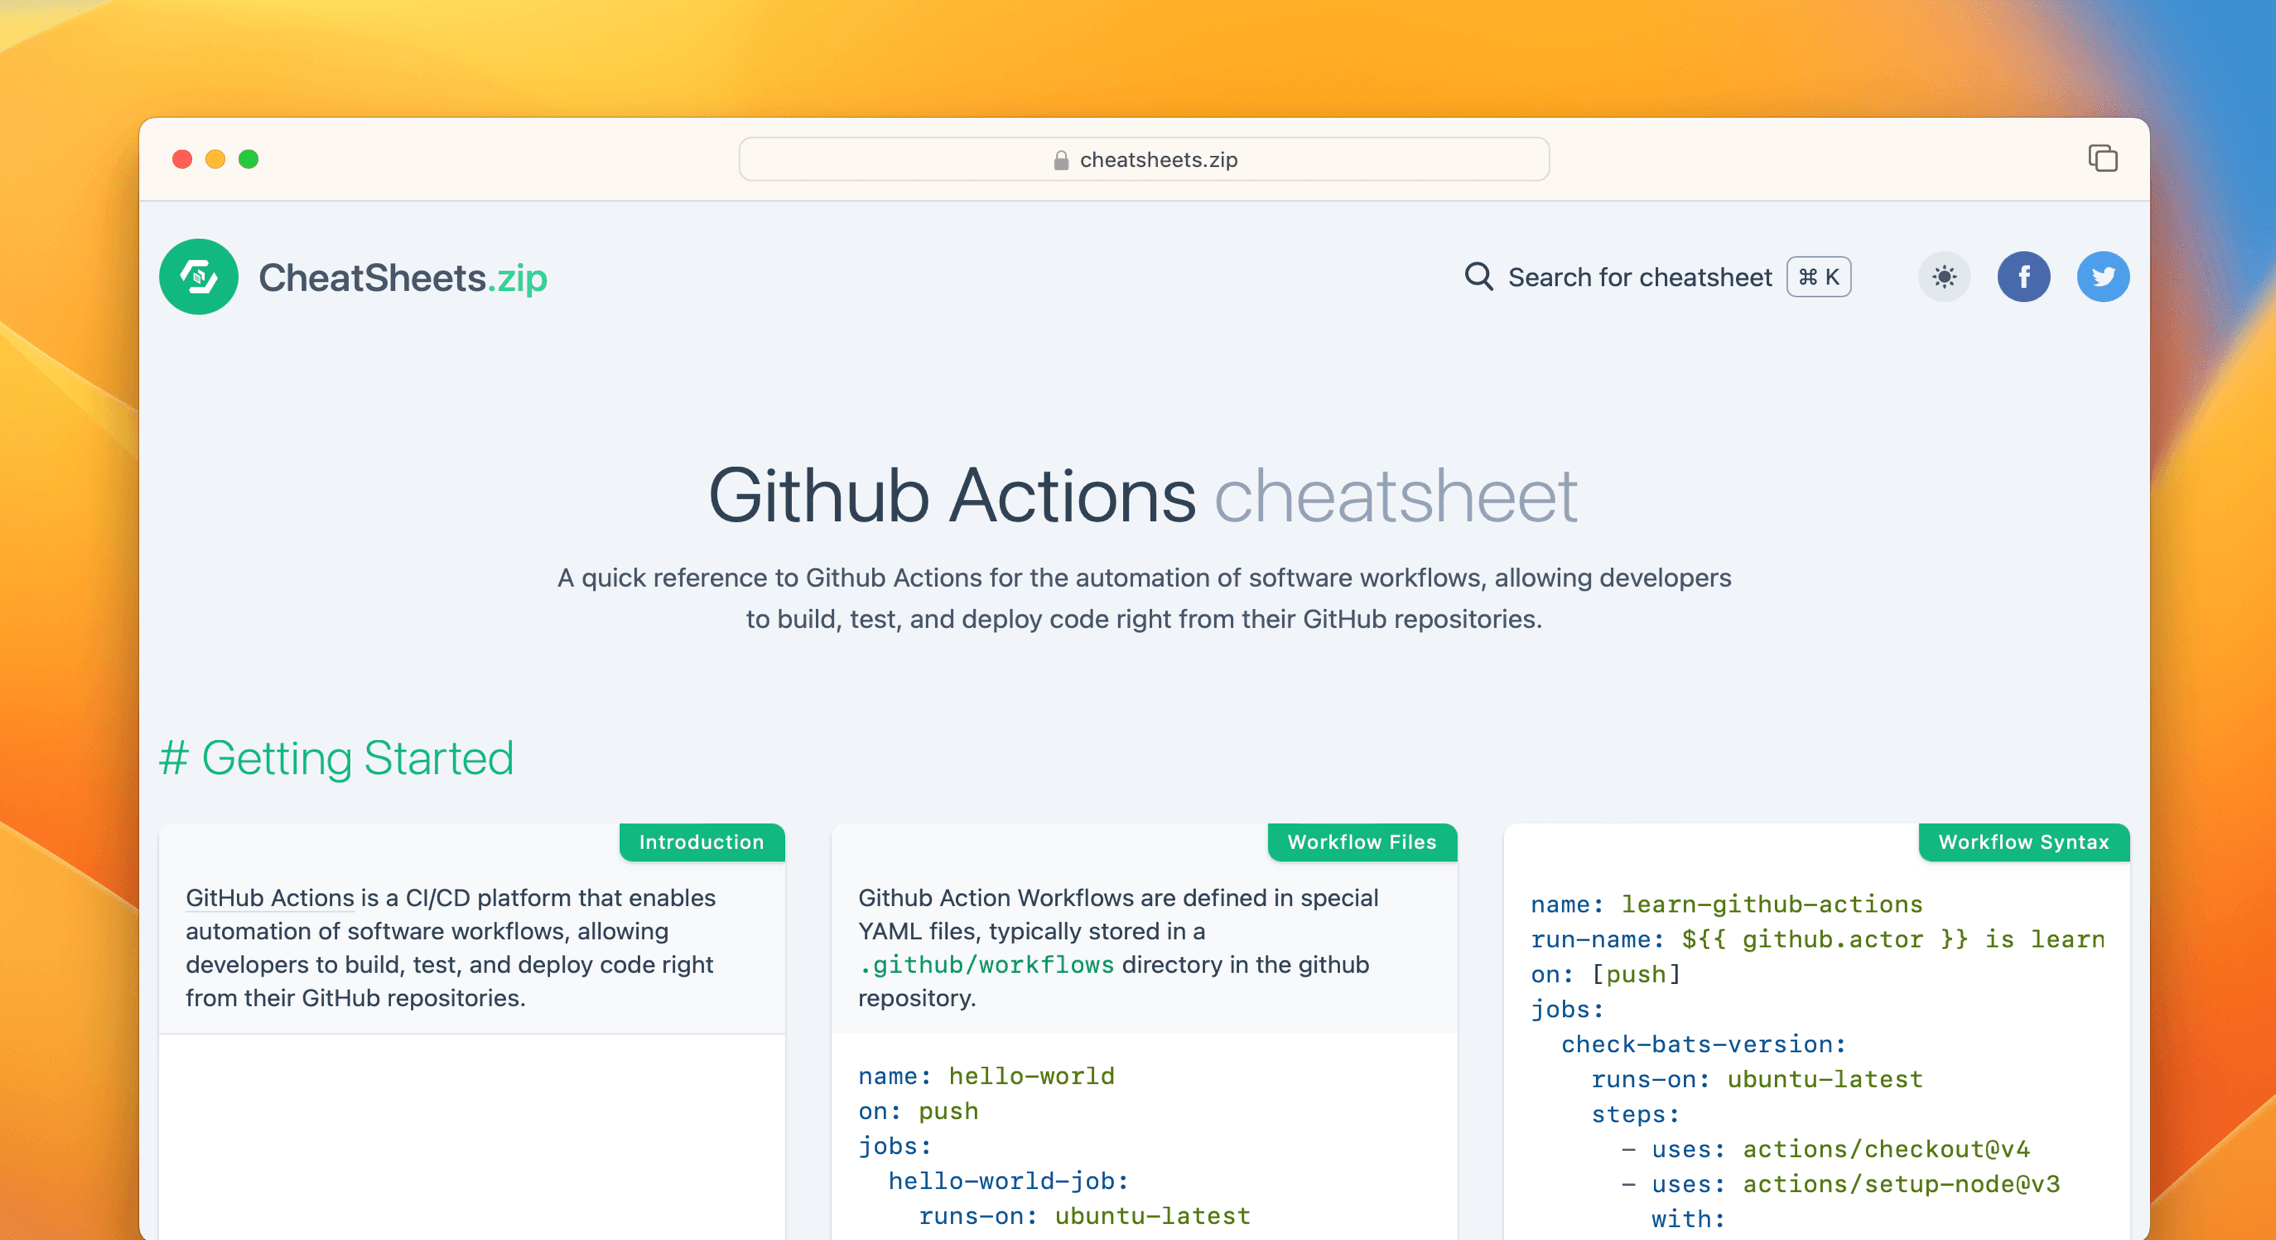 cheatsheets.zip
CheatSheets.zip
Search for cheatsheet ⌘ K
Github Actions cheatsheet
A quick reference to Github Actions for the automation of software workflows, allowing developers
to build, test, and deploy code right from their GitHub repositories.
# Getting Started
Introduction
GitHub Actions is a CI/CD platform that enables
automation of software workflows, allowing
developers to build, test, and deploy code right
from their GitHub repositories.
Workflow Files
Github Action Workflows are defined in special
YAML files, typically stored in a
.github/workflows directory in the github
repository.
name: hello-world
on: push
jobs:
  hello-world-job:
    runs-on: ubuntu-latest
Workflow Syntax
name: learn-github-actions
run-name: ${{ github.actor }} is learn
on: [push]
jobs:
  check-bats-version:
    runs-on: ubuntu-latest
    steps:
      - uses: actions/checkout@v4
      - uses: actions/setup-node@v3
        with: